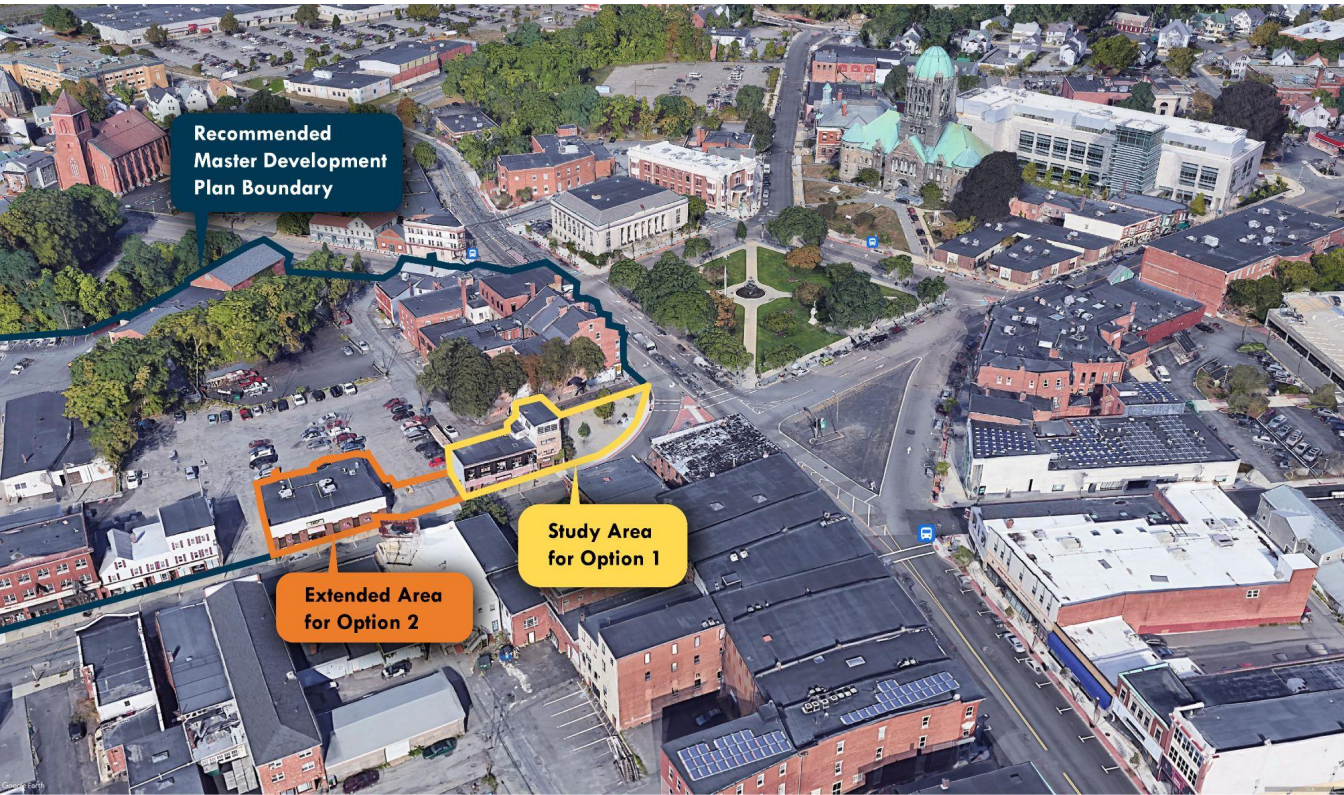 Recommended
Master Development
Plan Boundary
Study Area
for Option 1
Extended Area
for Option 2
Google Earth